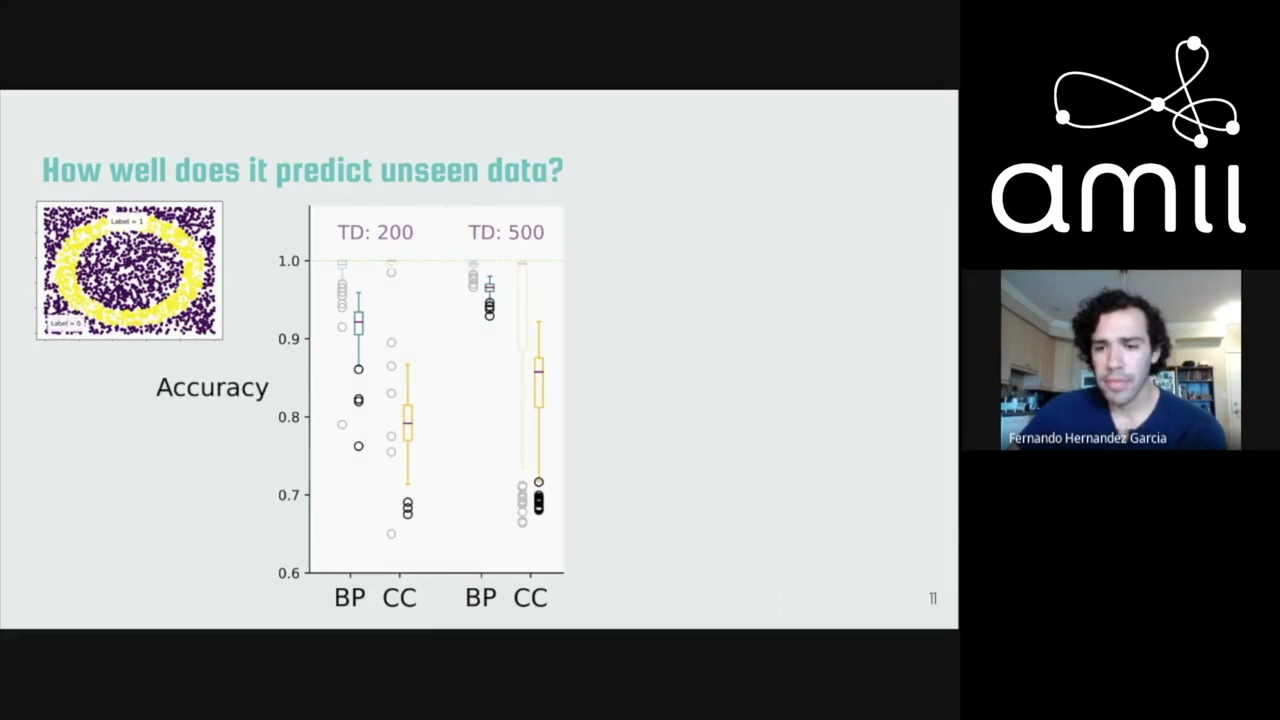 How well does it predict unseen data?
Label = 1
Label = 0
TD: 200
TD: 500
1.0
0.9
0.8
0.7
0.6
Accuracy
BP
CC
BP
CC
11
amii
Fernando Hernandez Garcia